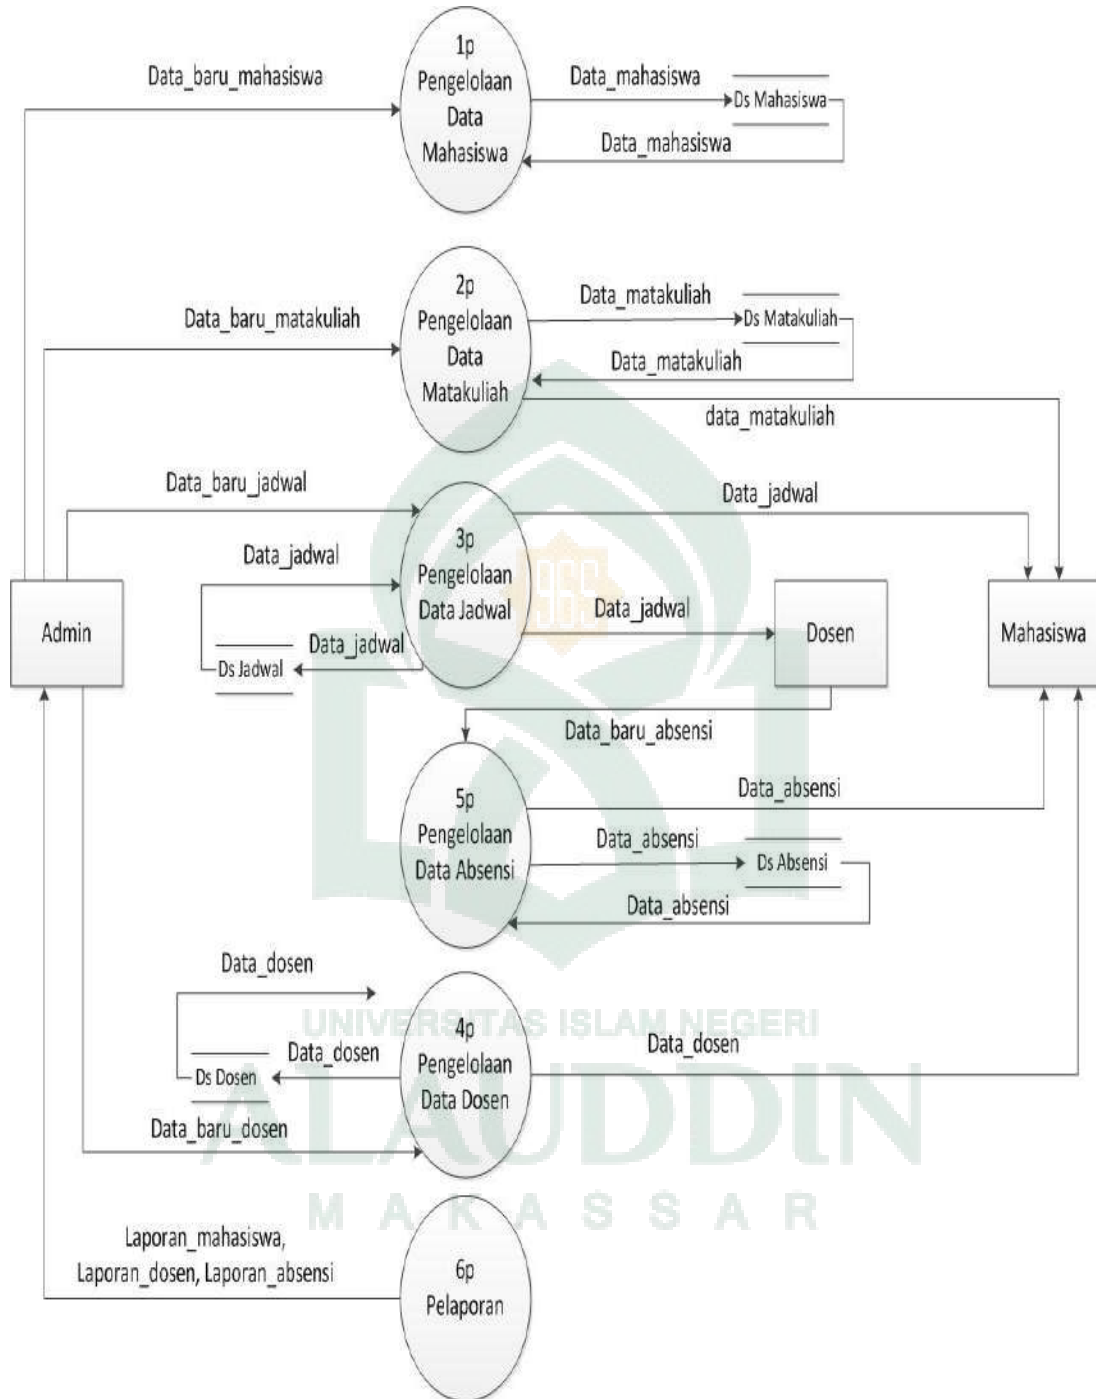 1p
Pengelolaan
Data
Mahasiswa
Data_baru_mahasiswa
Data_mahasiswa
Ds Mahasiswa
Data_mahasiswa
2p
Pengelolaan
Data
Matakuliah
Data_baru_matakuliah
Data_matakuliah
Ds Matakuliah
Data_matakuliah
data_matakuliah
Data_baru_jadwal
Data_jadwal
3p
Pengelolaan
Data Jadwal
Data_jadwal
Data_jadwal
Ds Jadwal
Data_jadwal
Admin
Dosen
Mahasiswa
Data_baru_absensi
5p
Pengelolaan
Data Absensi
Data_absensi
Data_absensi
Ds Absensi
Data_absensi
Data_dosen
4p
Pengelolaan
Data Dosen
Data_dosen
Ds Dosen
Data_dosen
Data_baru_dosen
Laporan_mahasiswa,
Laporan_dosen, Laporan_absensi
6p
Pelaporan
965
UNIVERSITAS ISLAM NEGERI
ALAUDDIN
MAKASSAR